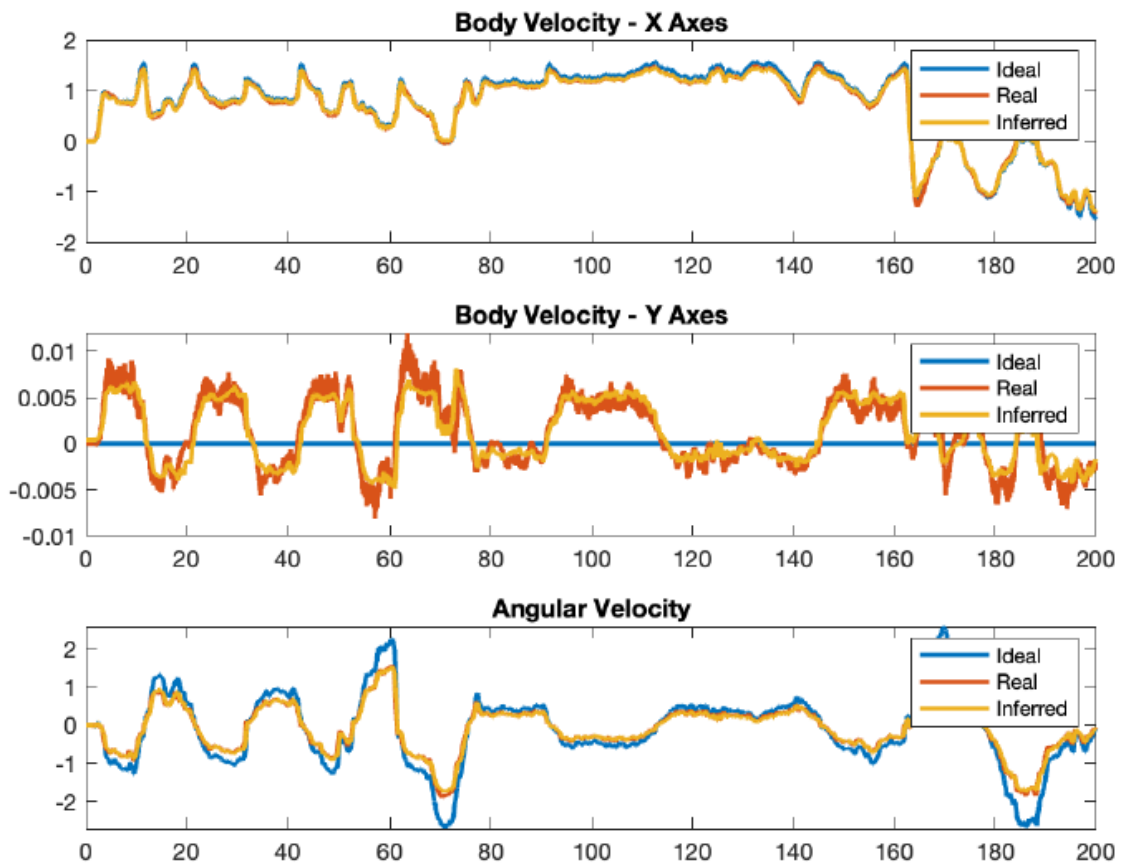 Body Velocity - X Axes
2
1
0
-1
-2
Ideal
Real
Inferred
0 20 40 60 80 100 120 140 160 180 200
Body Velocity - Y Axes
0.01
0.005
0
-0.005
-0.01
Ideal
Real
Inferred
0 20 40 60 80 100 120 140 160 180 200
Angular Velocity
2
1
0
-1
-2
Ideal
Real
Inferred
0 20 40 60 80 100 120 140 160 180 200